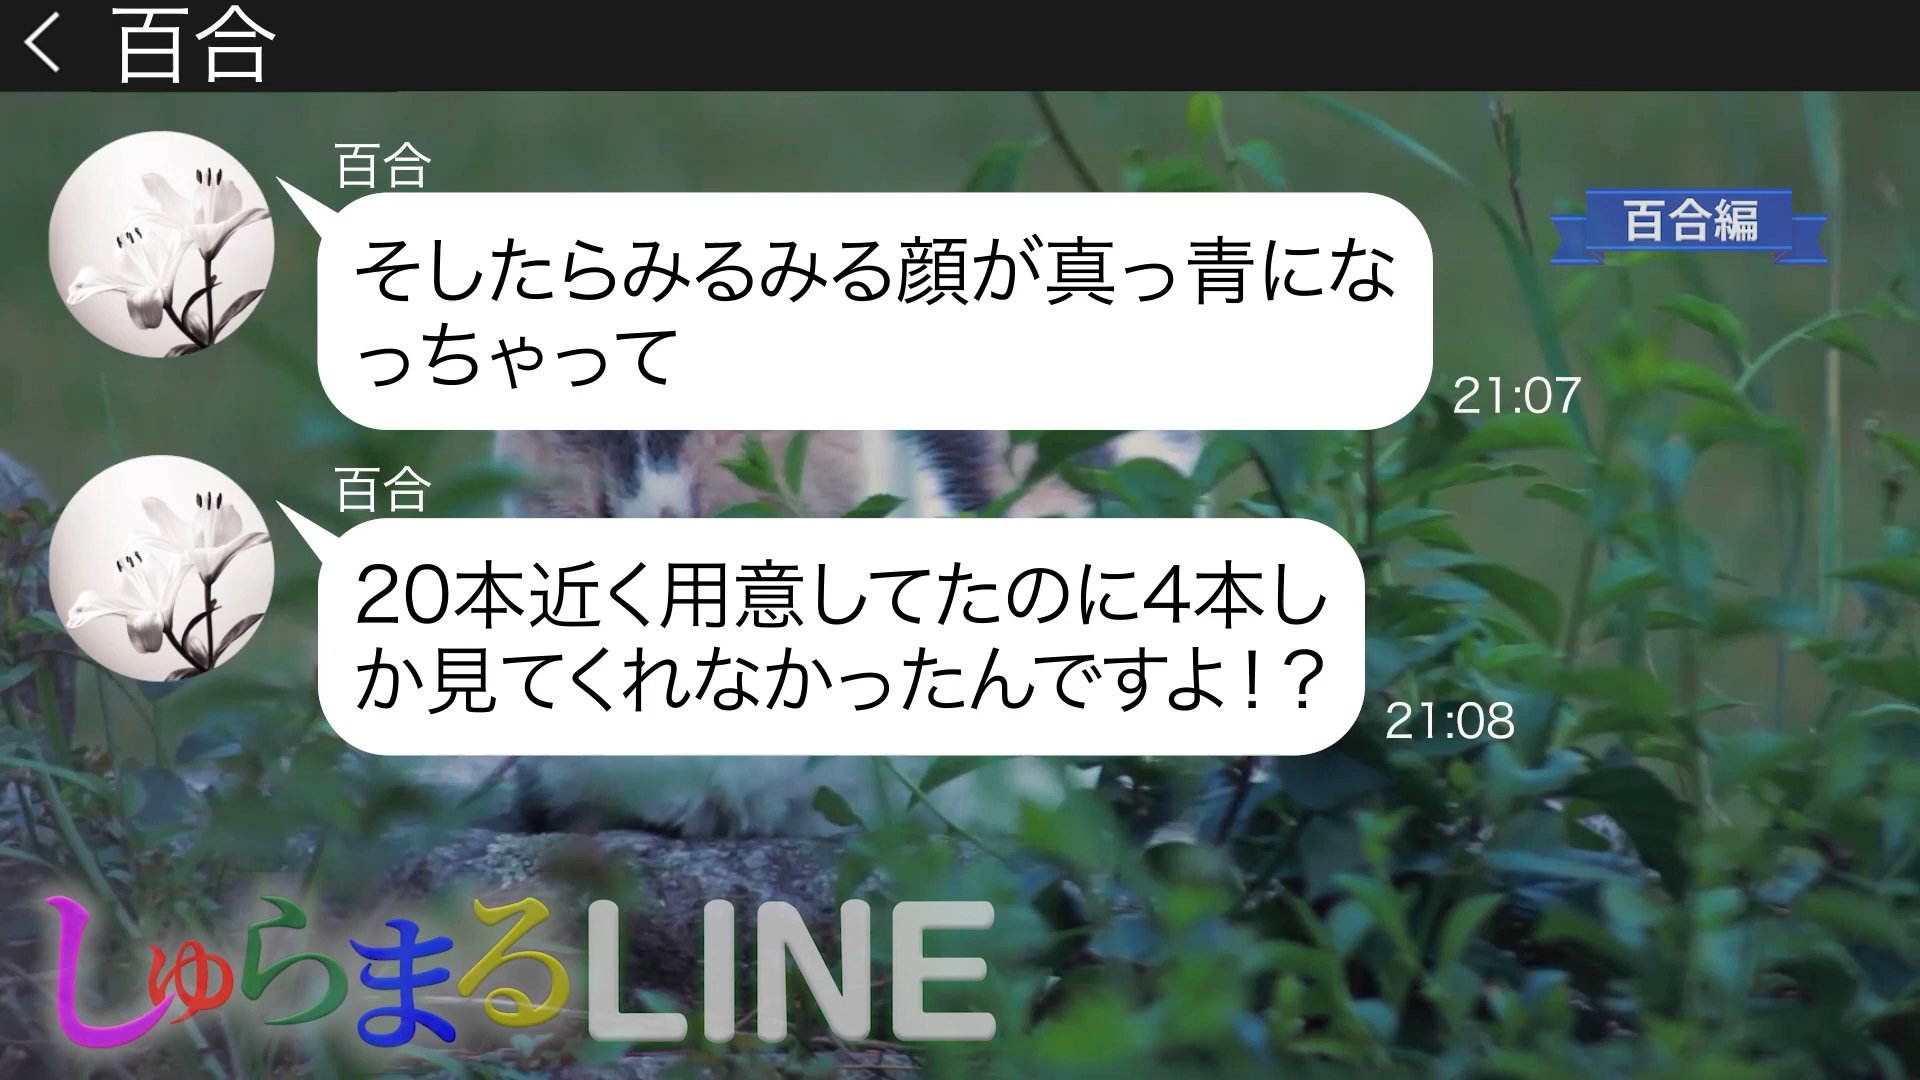 百合
百合
百合編
そしたらみるみる顔が真っ青にな
っちゃって
21:07
百合
20本近く用意してたのに4本し
か見てくれなかったんですよ！？
21:08
しゅらまるLINE